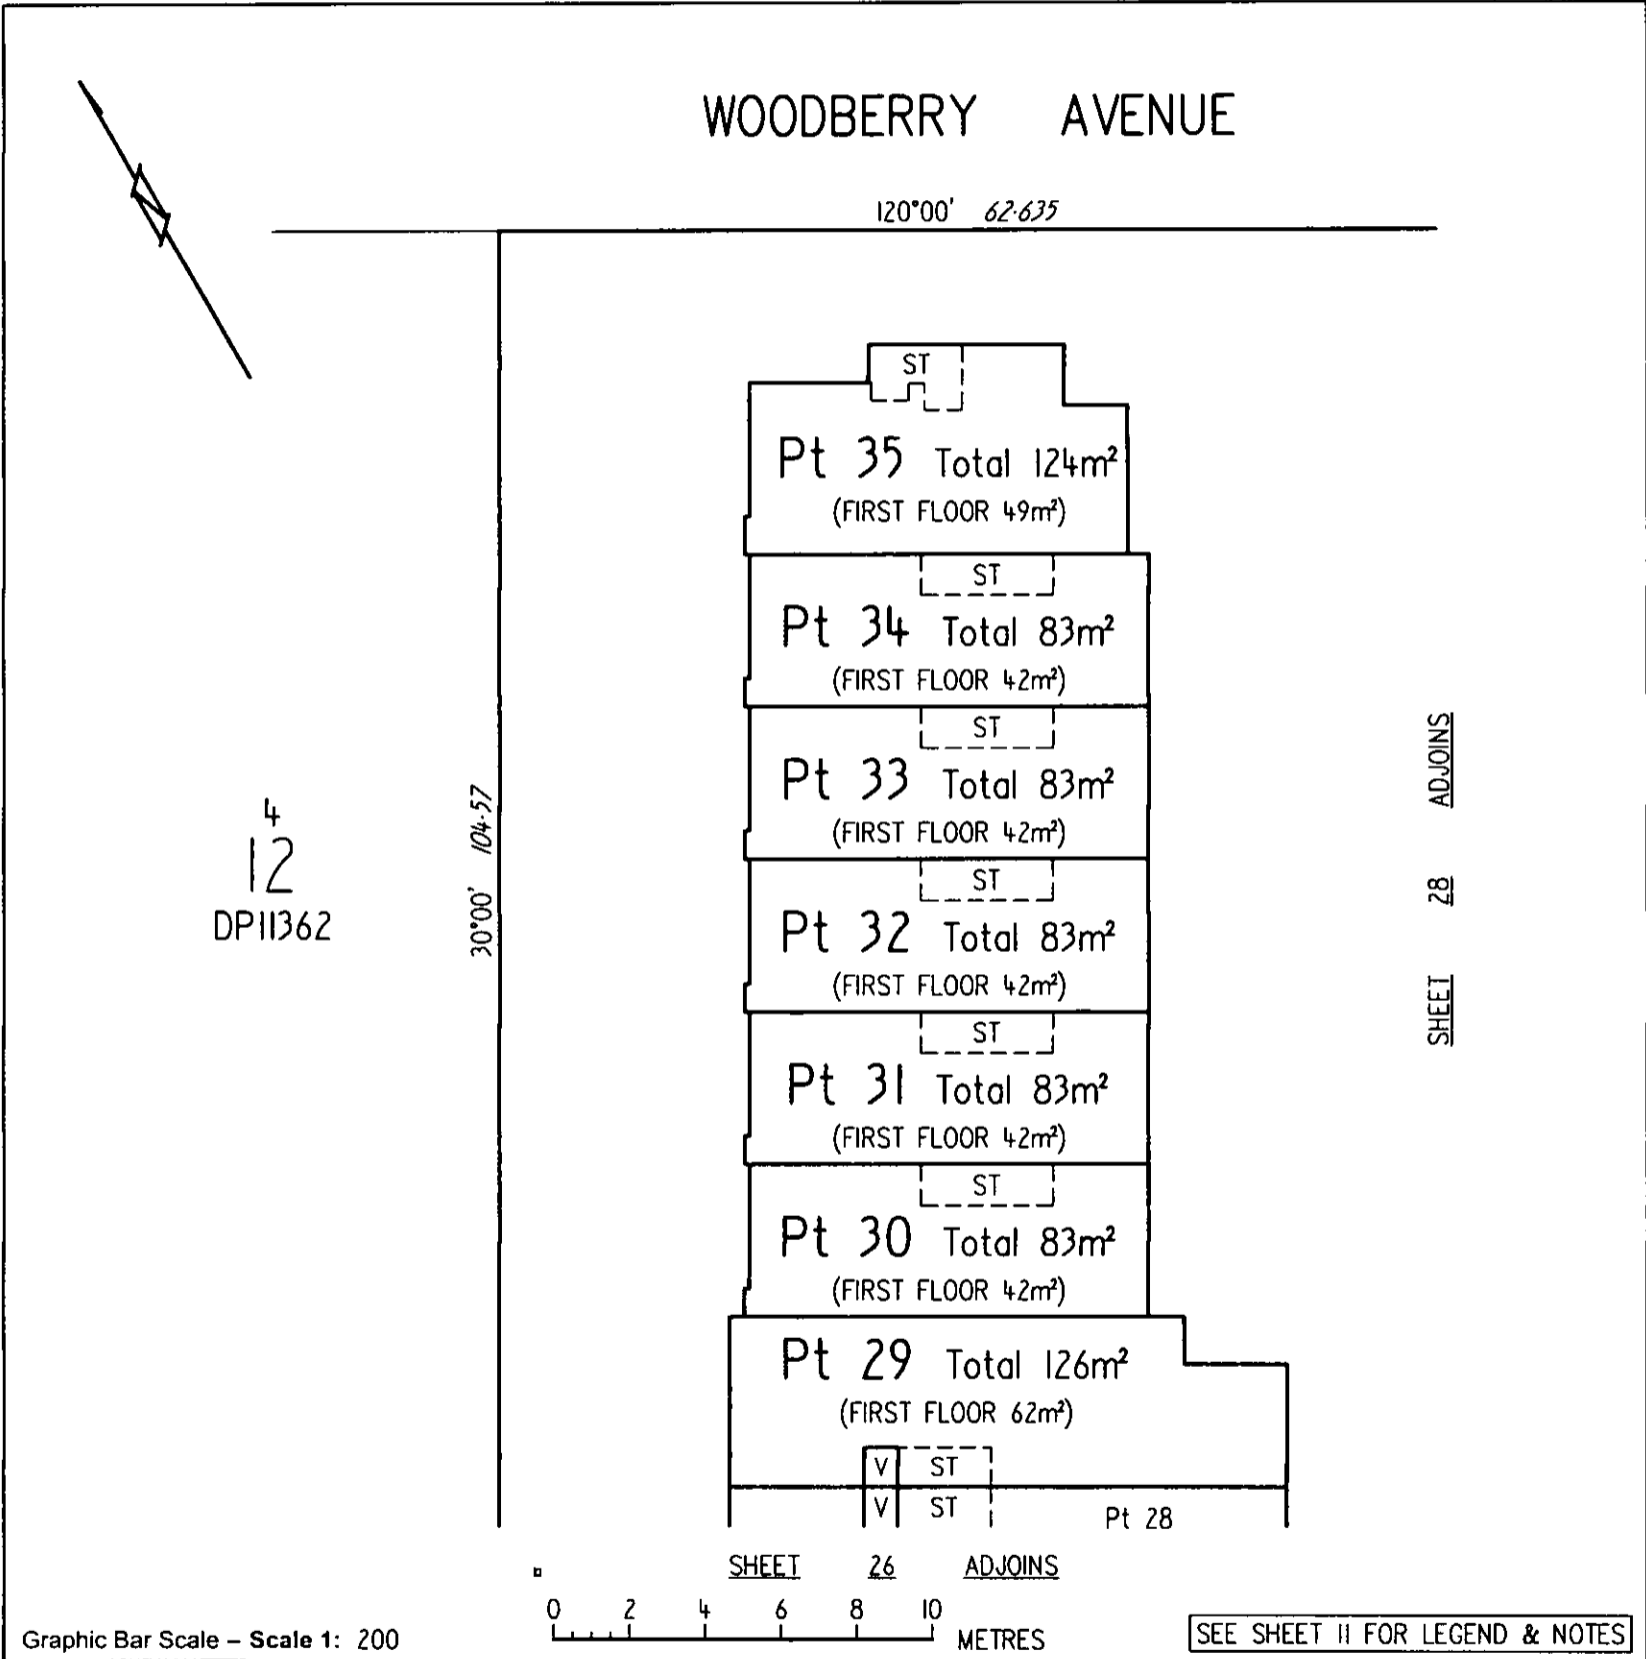 WOODBERRY AVENUE
120°00' 62·635
ST
Pt 35 Total 124m²
(FIRST FLOOR 49m²)
ST
Pt 34 Total 83m²
(FIRST FLOOR 42m²)
ST
Pt 33 Total 83m²
(FIRST FLOOR 42m²)
ST
Pt 32 Total 83m²
(FIRST FLOOR 42m²)
ST
Pt 31 Total 83m²
(FIRST FLOOR 42m²)
ST
Pt 30 Total 83m²
(FIRST FLOOR 42m²)
Pt 29 Total 126m²
(FIRST FLOOR 62m²)
V ST
V ST Pt 28
4
12
DP11362
30°00' 104·57
SHEET 28 ADJOINS
SHEET 26 ADJOINS
0 2 4 6 8 10
METRES
Graphic Bar Scale – Scale 1: 200
SEE SHEET 11 FOR LEGEND & NOTES